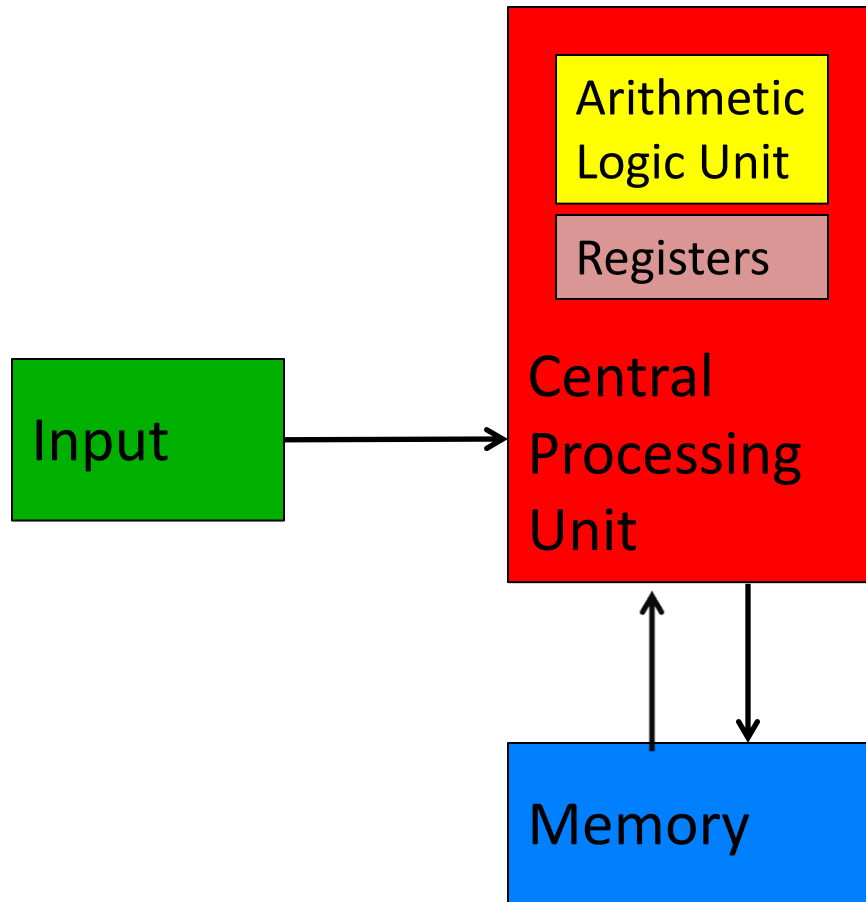 Arithmetic
Logic Unit
Registers
Central
Processing
Unit
Input
Memory